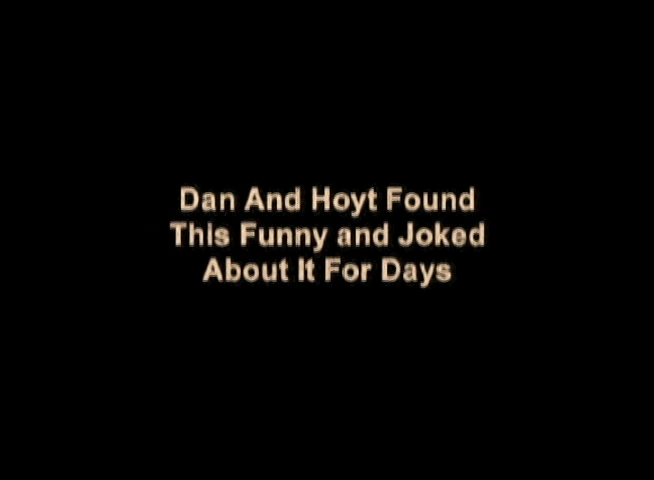 Dan And Hoyt Found
This Funny and Joked
About It For Days